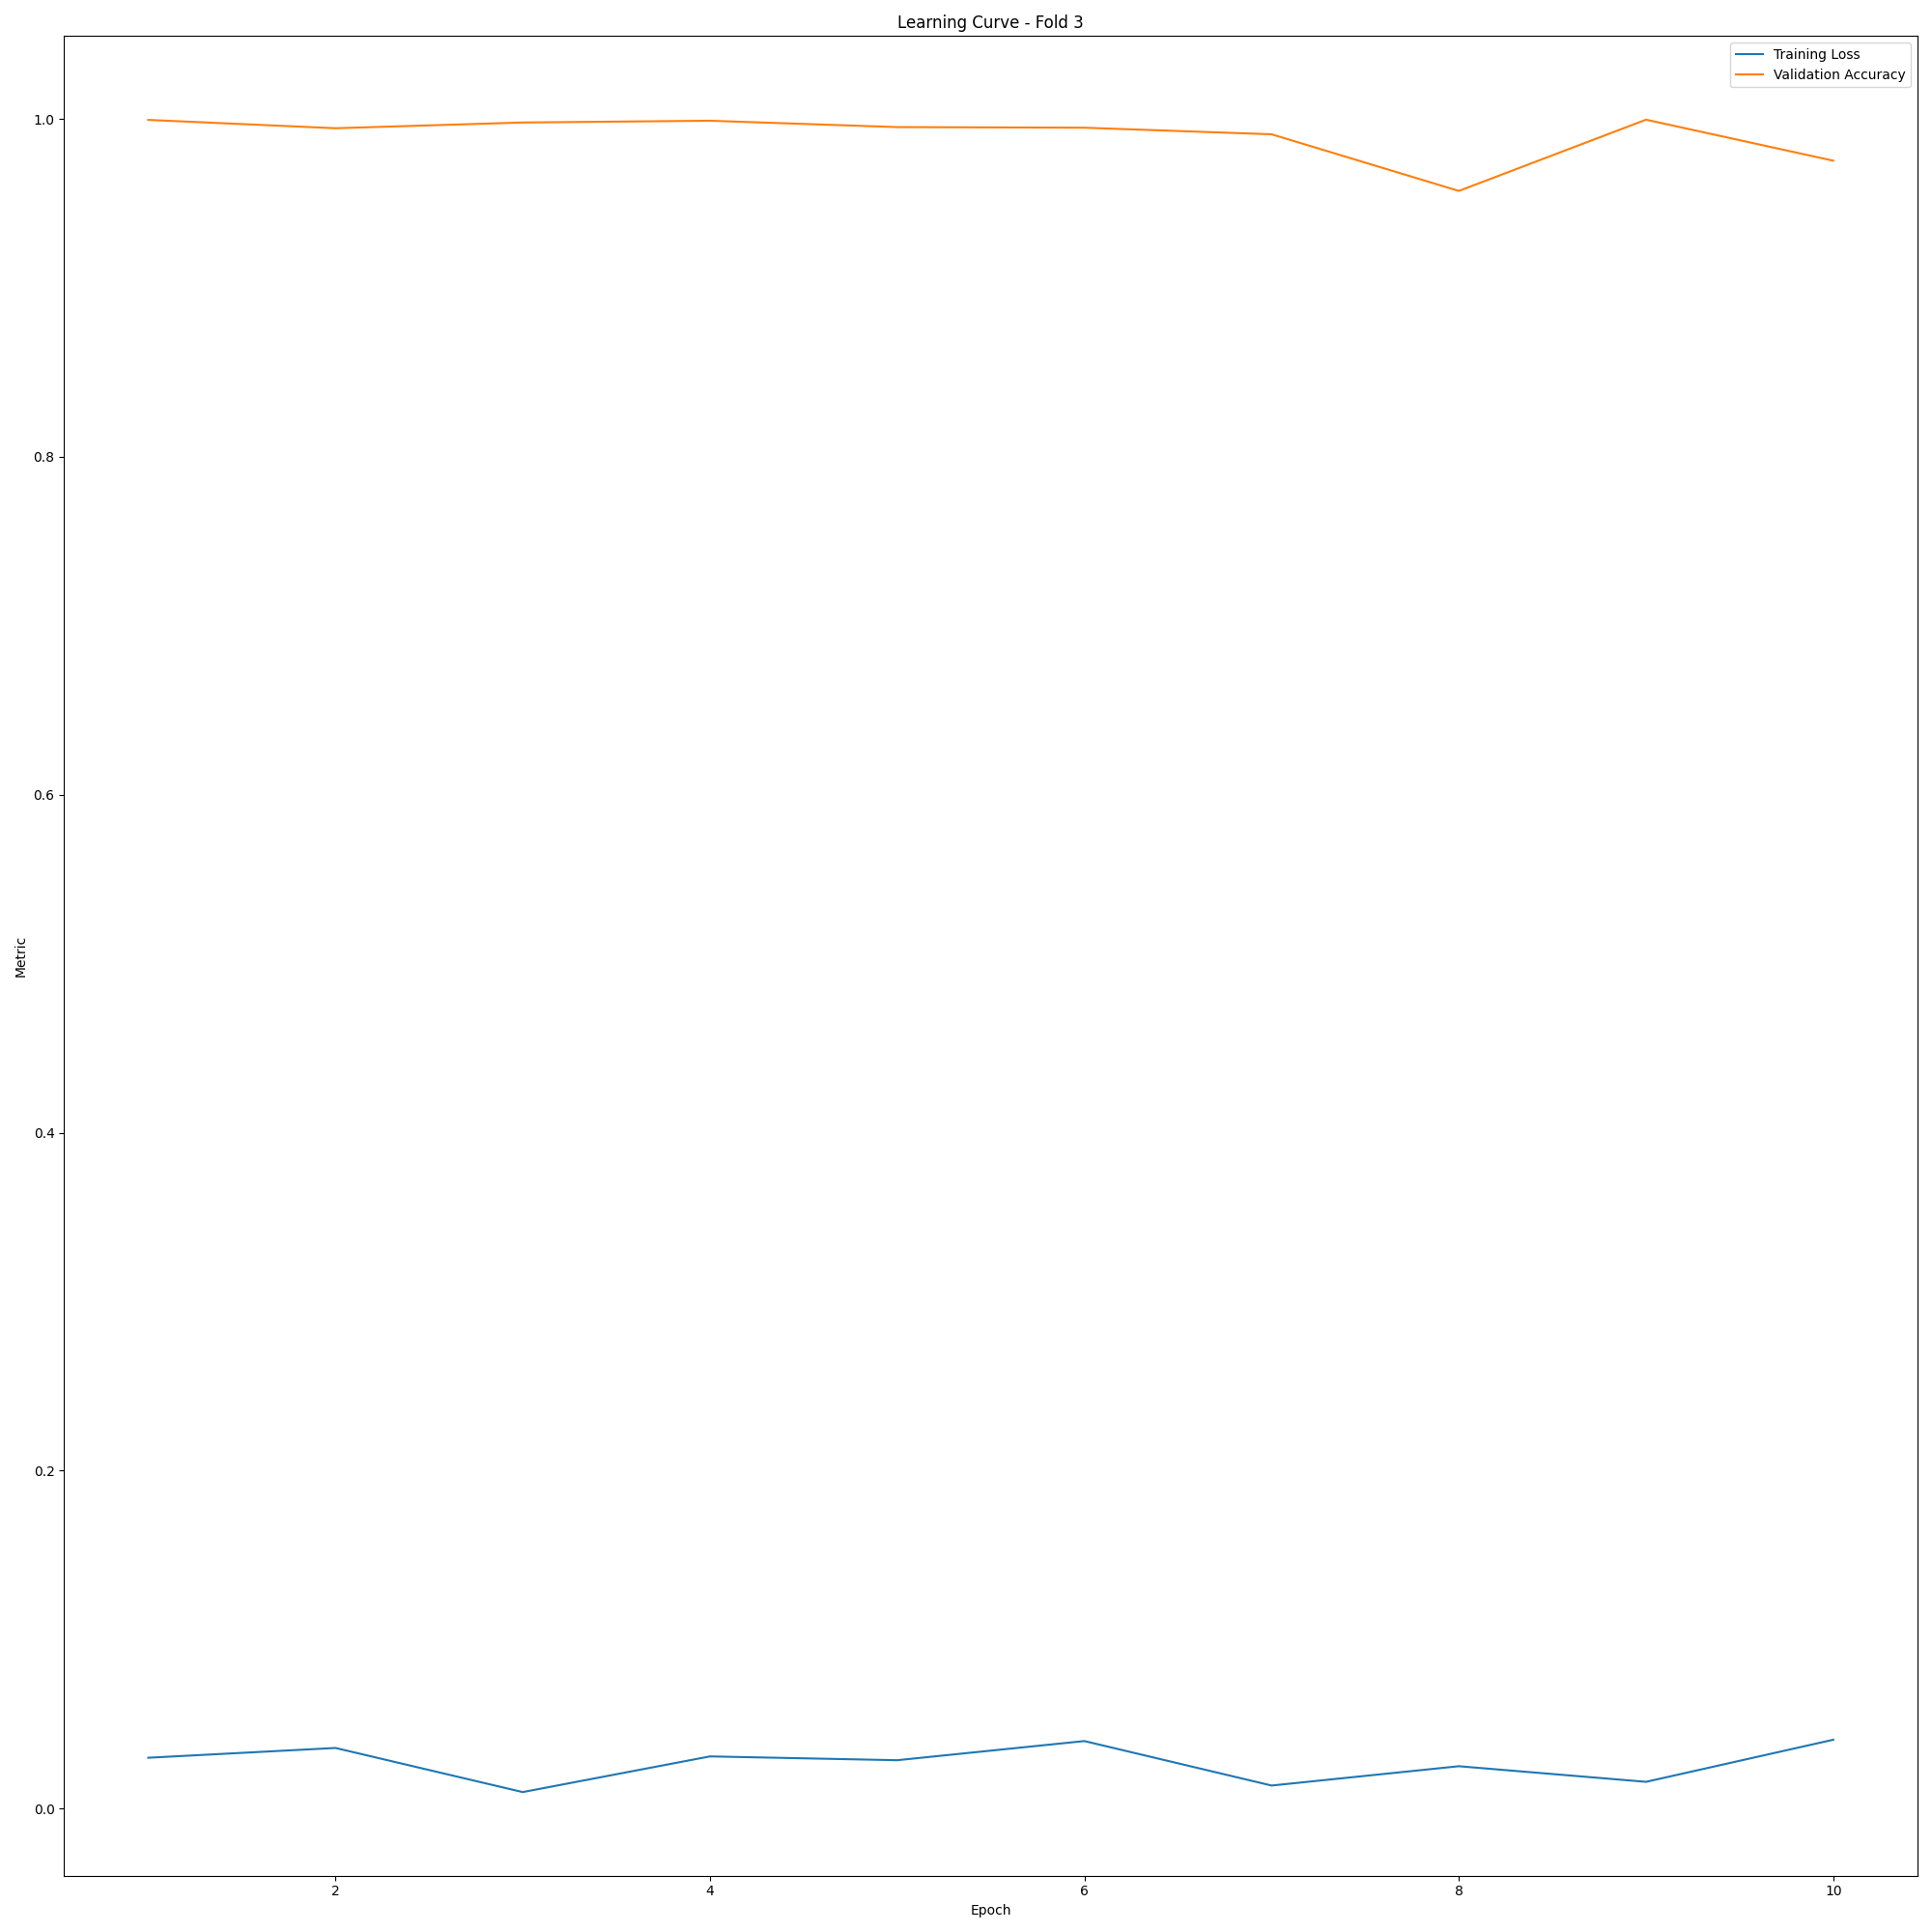 Learning Curve - Fold 3
Training Loss
Validation Accuracy
1.0
0.8
0.6
0.4
0.2
0.0
Metric
2 4 6 8 10
Epoch